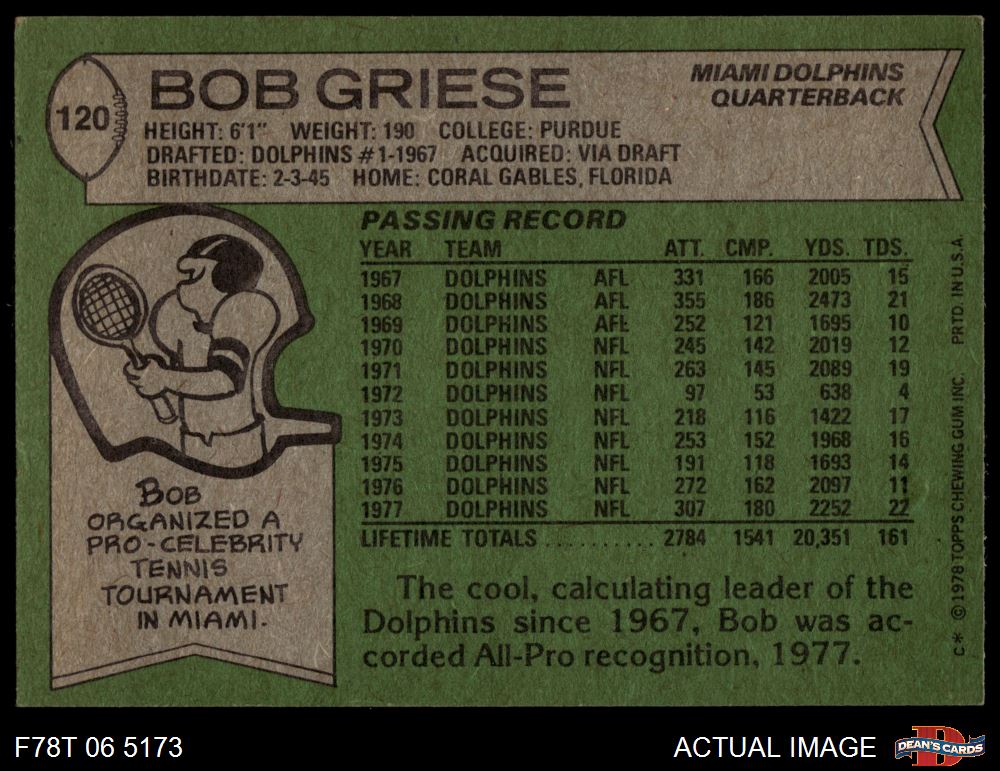 120
BOB GRIESE
MIAMI DOLPHINS
QUARTERBACK
HEIGHT: 6'1" WEIGHT: 190 COLLEGE: PURDUE
DRAFTED: DOLPHINS #1-1967 ACQUIRED: VIA DRAFT
BIRTHDATE: 2-3-45 HOME: CORAL GABLES, FLORIDA
PASSING RECORD
YEAR TEAM ATT. CMP. YDS. TDS.
1967 DOLPHINS AFL 331 166 2005 15
1968 DOLPHINS AFL 355 186 2473 21
1969 DOLPHINS AFL 252 121 1695 10
1970 DOLPHINS NFL 245 142 2019 12
1971 DOLPHINS NFL 263 145 2089 19
1972 DOLPHINS NFL 97 53 638 4
1973 DOLPHINS NFL 218 116 1422 17
1974 DOLPHINS NFL 253 152 1968 16
1975 DOLPHINS NFL 191 118 1693 14
1976 DOLPHINS NFL 272 162 2097 11
1977 DOLPHINS NFL 307 180 2252 22
LIFETIME TOTALS .......... 2784 1541 20,351 161
BOB
ORGANIZED A
PRO-CELEBRITY
TENNIS
TOURNAMENT
IN MIAMI.
The cool, calculating leader of the
Dolphins since 1967, Bob was ac-
corded All-Pro recognition, 1977.
C* © 1978 TOPPS CHEWING GUM INC. PRTD. IN U.S.A.
F78T 06 5173
ACTUAL IMAGE
D
DEAN'S CARDS